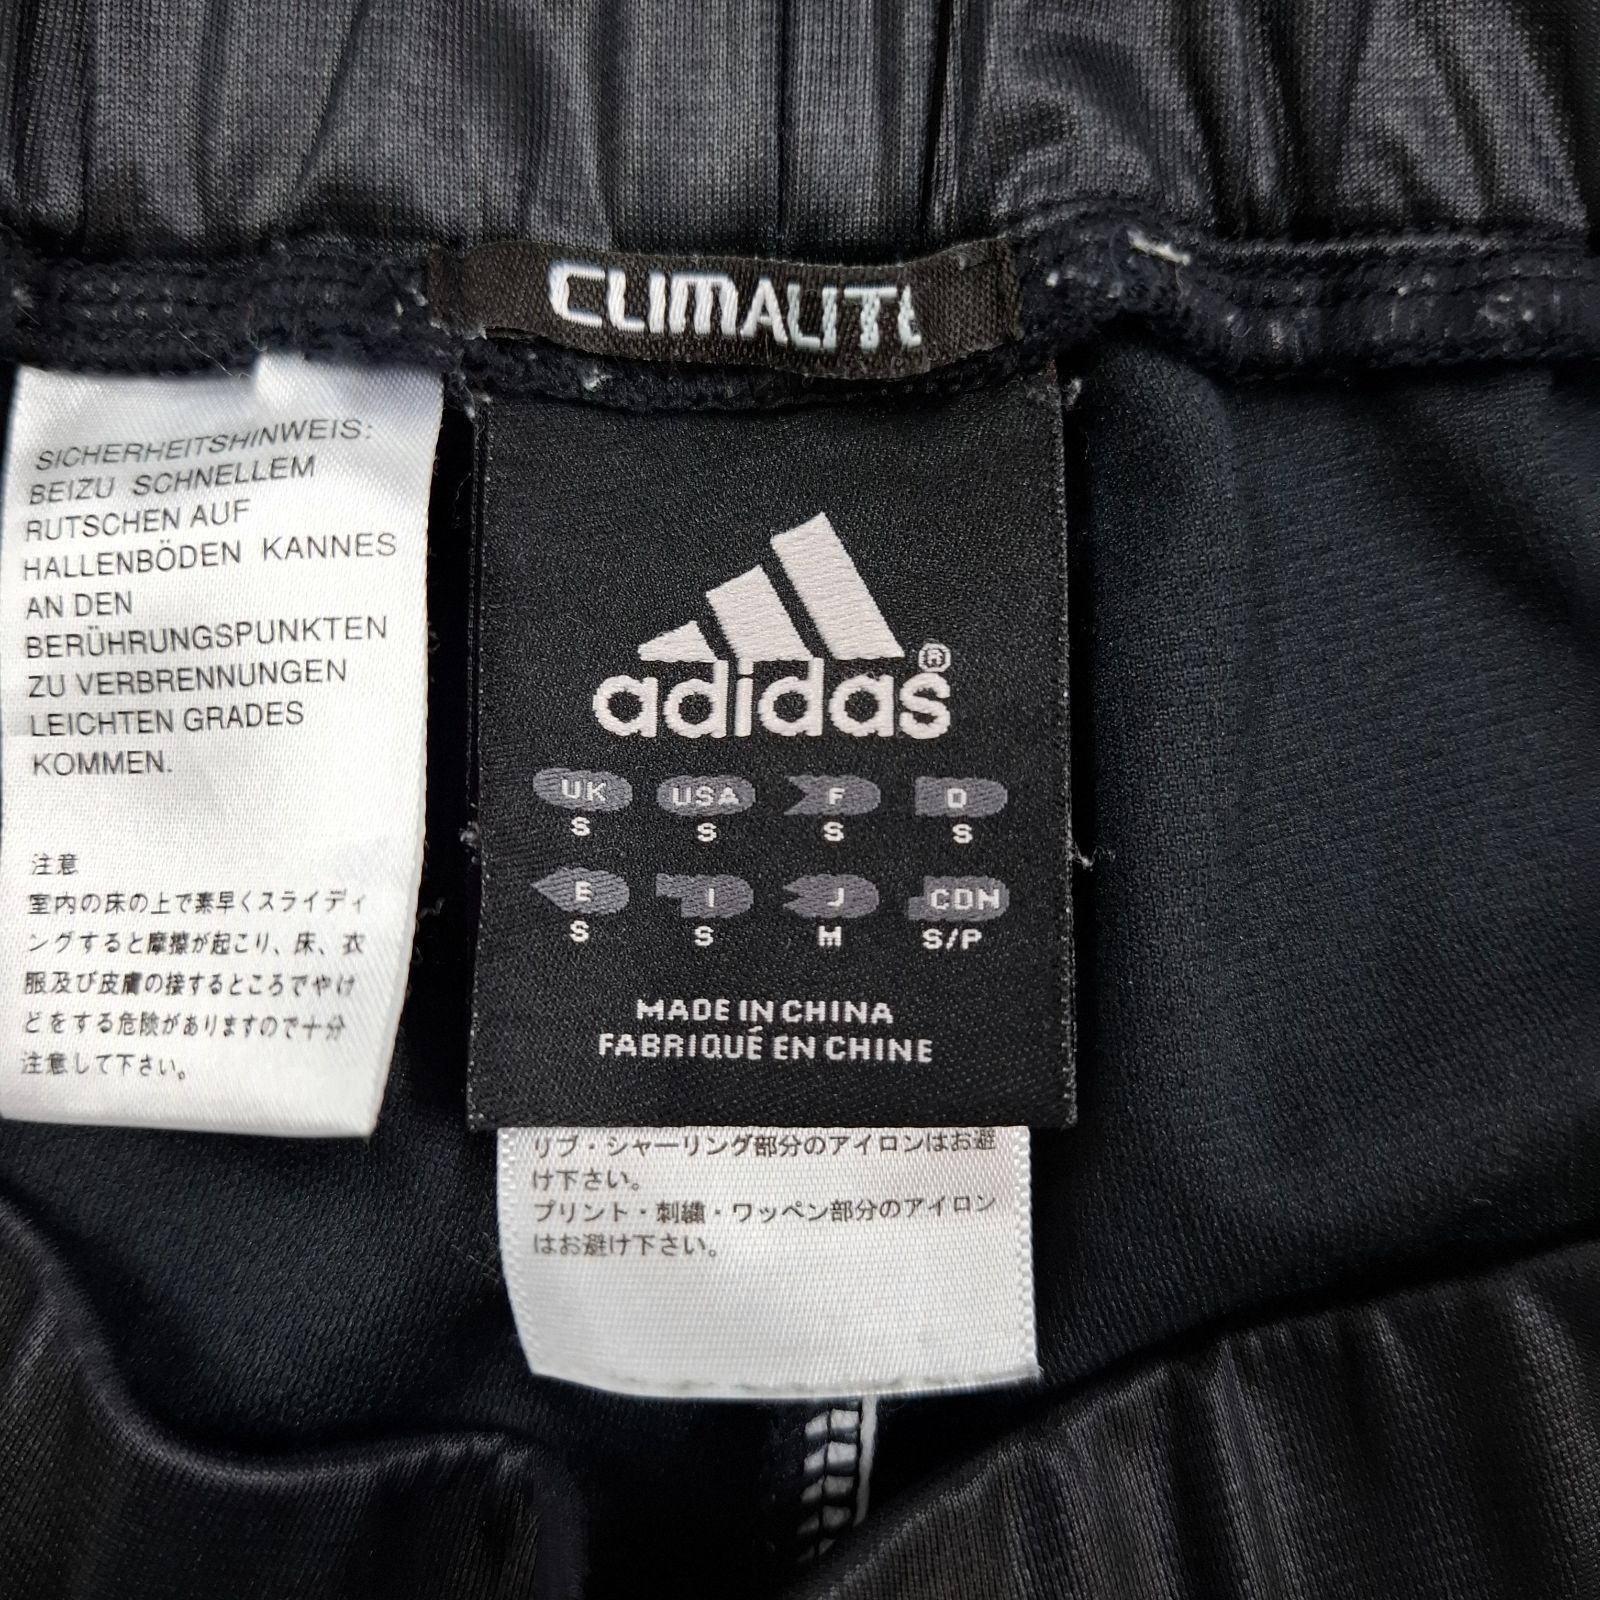 CLIMALITE
SICHERHEITSHINWEIS:
BEIZU SCHNELLEM
RUTSCHEN AUF
HALLENBÖDEN KANNES
AN DEN
BERÜHRUNGSPUNKTEN
ZU VERBRENNUNGEN
LEICHTEN GRADES
KOMMEN.
注意
室内の床の上で素早くスライディ
ングすると摩擦が起こり、床、衣
服及び皮膚の接するところでやけ
どをする危険がありますので十分
注意して下さい。
adidas®
UK USA F D
S S S S
E I J CDN
S S M S/P
MADE IN CHINA
FABRIQUÉ EN CHINE
リブ・シャーリング部分のアイロンはお避
け下さい。
プリント・刺繍・ワッペン部分のアイロン
はお避け下さい。